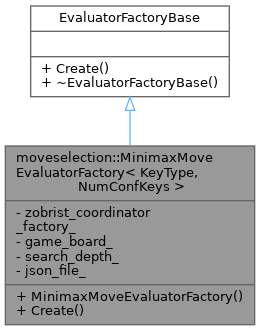 EvaluatorFactoryBase
+ Create()
+ ~EvaluatorFactoryBase()
moveselection::MinimaxMove
EvaluatorFactory< KeyType,
NumConfKeys >
- zobrist_coordinator
_factory_
- game_board_
- search_depth_
- json_file_
+ MinimaxMoveEvaluatorFactory()
+ Create()